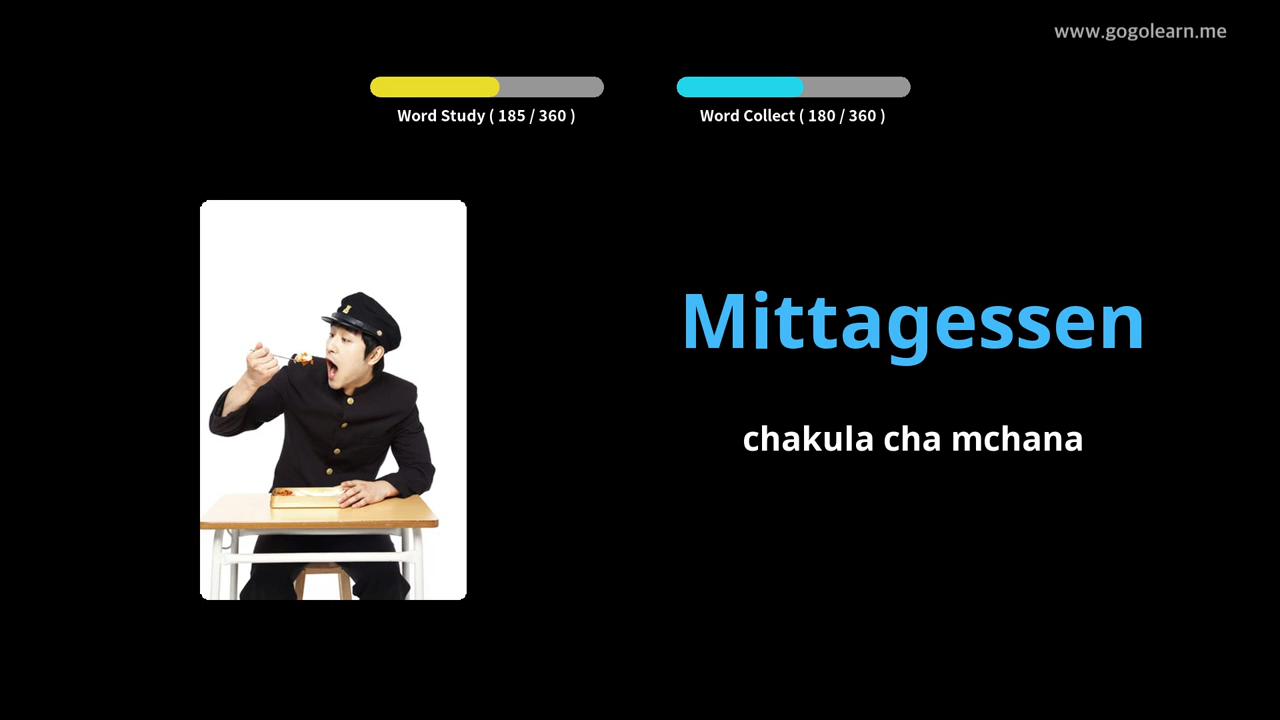 www.gogolearn.me
Word Study ( 185 / 360 )
Word Collect ( 180 / 360 )
Mittagessen
chakula cha mchana